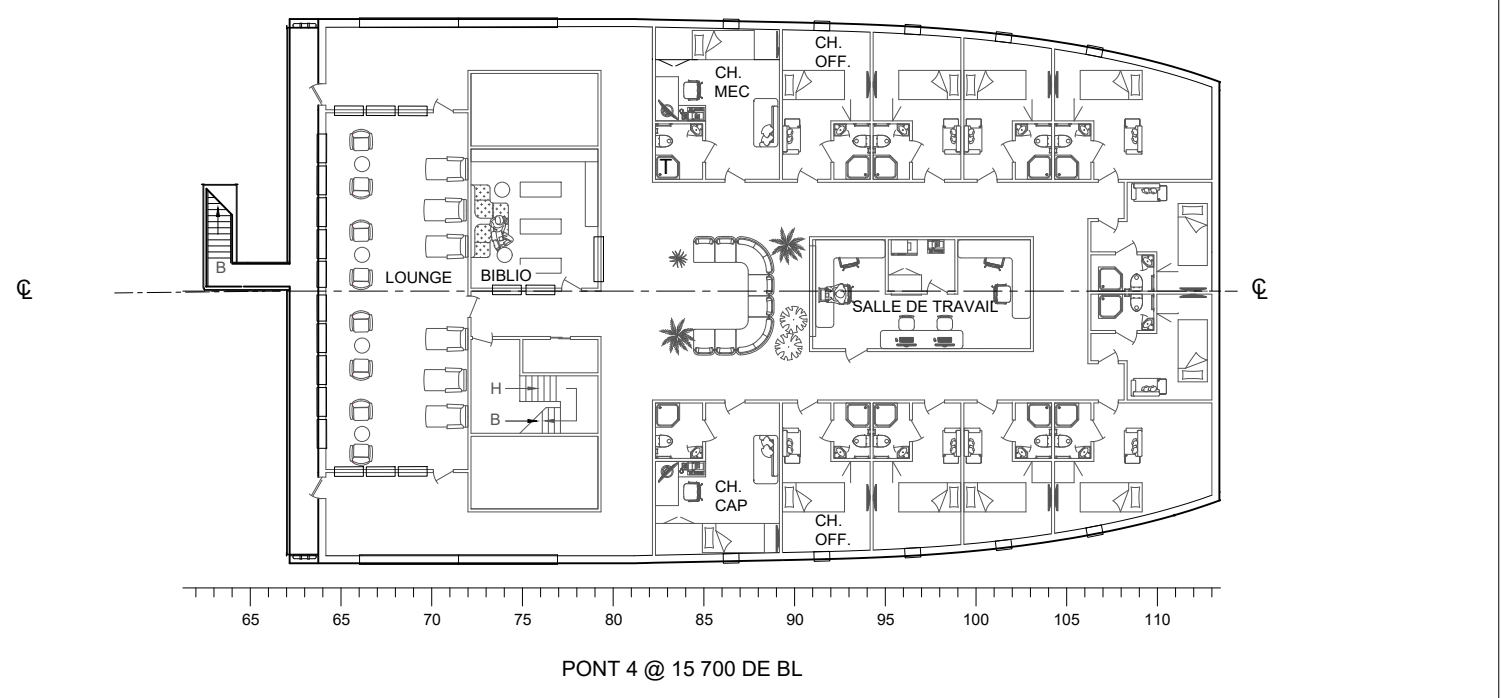 CH.
OFF.
CH.
MEC
T
B
LOUNGE
BIBLIO
℄
℄
SALLE DE TRAVAIL
H
B
CH.
CAP
CH.
OFF.
65 65 70 75 80 85 90 95 100 105 110
PONT 4 @ 15 700 DE BL